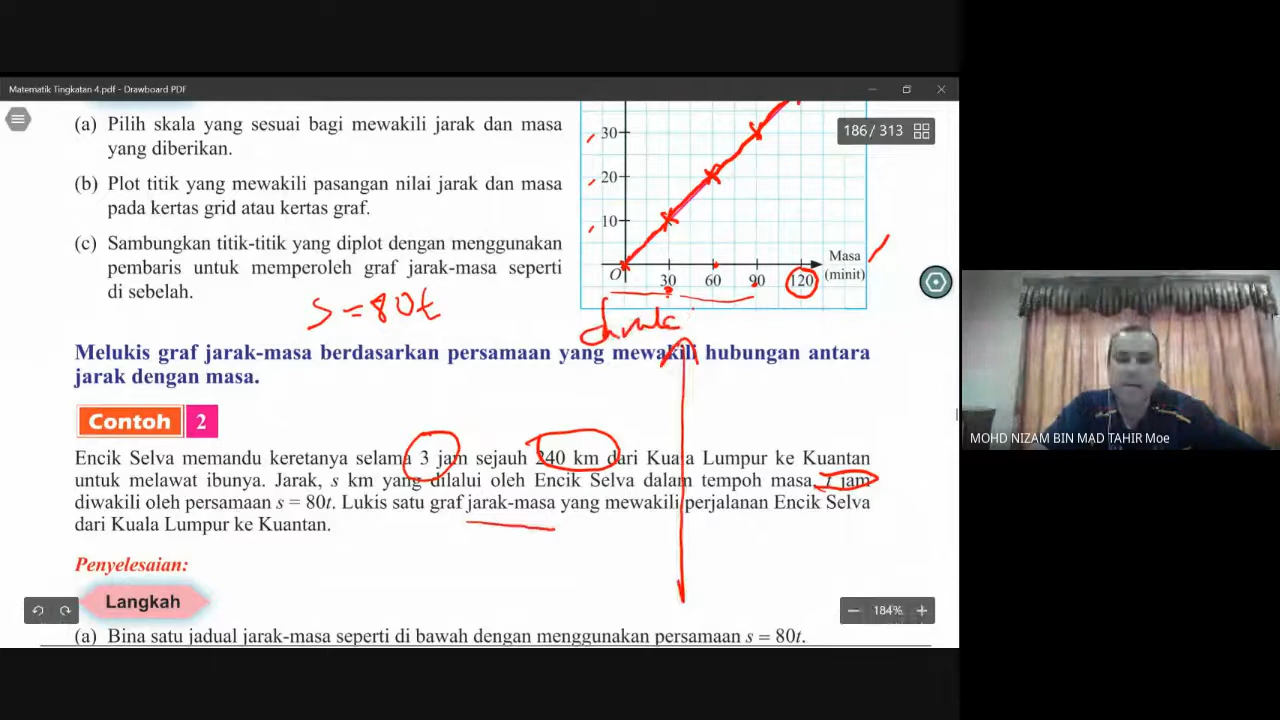 Matematik Tingkatan 4.pdf - Drawboard PDF
(a) Pilih skala yang sesuai bagi mewakili jarak dan masa
yang diberikan.
(b) Plot titik yang mewakili pasangan nilai jarak dan masa
pada kertas grid atau kertas graf.
(c) Sambungkan titik-titik yang diplot dengan menggunakan
pembaris untuk memperoleh graf jarak-masa seperti
di sebelah.
s = 80t
30
20
10
O
30 60 90 120
Masa
(minit)
186 / 313
Melukis graf jarak-masa berdasarkan persamaan yang mewakili hubungan antara
jarak dengan masa.
Contoh 2
Encik Selva memandu keretanya selama 3 jam sejauh 240 km dari Kuala Lumpur ke Kuantan
untuk melawat ibunya. Jarak, s km yang dilalui oleh Encik Selva dalam tempoh masa, t jam
diwakili oleh persamaan s = 80t. Lukis satu graf jarak-masa yang mewakili perjalanan Encik Selva
dari Kuala Lumpur ke Kuantan.
Penyelesaian:
Langkah
184%
(a) Bina satu jadual jarak-masa seperti di bawah dengan menggunakan persamaan s = 80t.
MOHD NIZAM BIN MAD TAHIR Moe